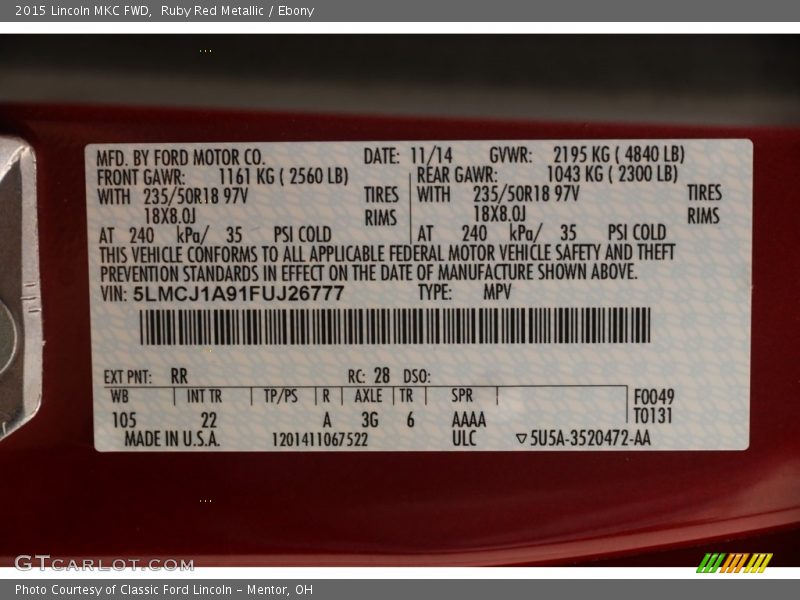 2015 Lincoln MKC FWD, Ruby Red Metallic / Ebony
MFD. BY FORD MOTOR CO. DATE: 11/14 GVWR: 2195 KG ( 4840 LB)
FRONT GAWR: 1161 KG ( 2560 LB) REAR GAWR: 1043 KG ( 2300 LB)
WITH 235/50R18 97V TIRES WITH 235/50R18 97V TIRES
18X8.0J RIMS 18X8.0J RIMS
AT 240 kPa/ 35 PSI COLD AT 240 kPa/ 35 PSI COLD
THIS VEHICLE CONFORMS TO ALL APPLICABLE FEDERAL MOTOR VEHICLE SAFETY AND THEFT
PREVENTION STANDARDS IN EFFECT ON THE DATE OF MANUFACTURE SHOWN ABOVE.
VIN: 5LMCJ1A91FUJ26777 TYPE: MPV
EXT PNT: RR RC: 28 DSO:
WB INT TR TP/PS R AXLE TR SPR F0049
105 22 A 3G 6 AAAA T0131
MADE IN U.S.A. 1201411067522 ULC 5U5A-3520472-AA
GTCARLOT.COM
Photo Courtesy of Classic Ford Lincoln - Mentor, OH